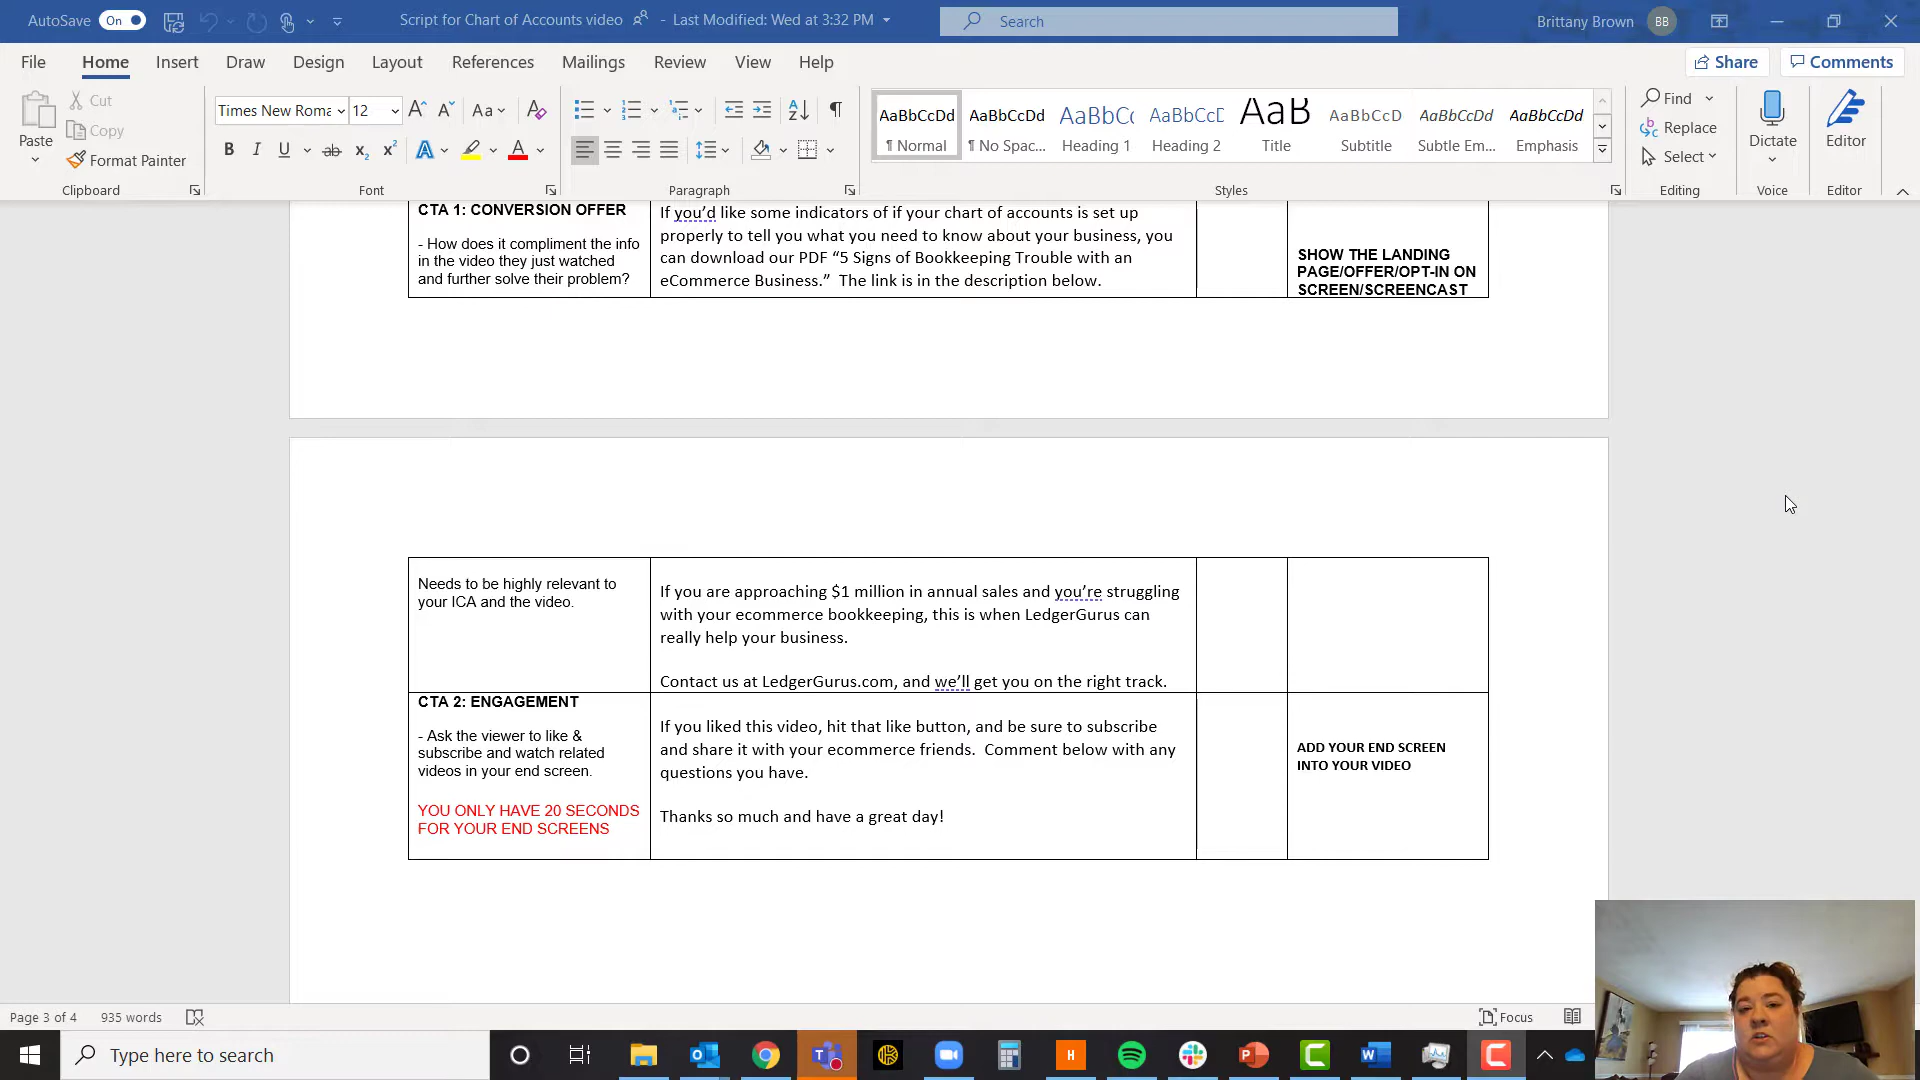 AutoSave On Script for Chart of Accounts video - Last Modified: Wed at 3:32 PM Search Brittany Brown BB
File Home Insert Draw Design Layout References Mailings Review View Help Share Comments
Paste
Cut
Copy
Format Painter
Clipboard
Times New Roma 12 Aa
B I U ab x₂ x² A A
Font
Paragraph
AaBbCcDd AaBbCcDd AaBbCc AaBbCcD AaB AaBbCcD AaBbCcDd AaBbCcDd
¶ Normal ¶ No Spac... Heading 1 Heading 2 Title Subtitle Subtle Em... Emphasis
Styles
Find
Replace
Select
Editing
Dictate
Voice
Editor
Editor
CTA 1: CONVERSION OFFER
- How does it compliment the info
in the video they just watched
and further solve their problem?
If you’d like some indicators of if your chart of accounts is set up
properly to tell you what you need to know about your business, you
can download our PDF “5 Signs of Bookkeeping Trouble with an
eCommerce Business.” The link is in the description below.
SHOW THE LANDING
PAGE/OFFER/OPT-IN ON
SCREEN/SCREENCAST
Needs to be highly relevant to
your ICA and the video.
If you are approaching $1 million in annual sales and you’re struggling
with your ecommerce bookkeeping, this is when LedgerGurus can
really help your business.
Contact us at LedgerGurus.com, and we’ll get you on the right track.
CTA 2: ENGAGEMENT
- Ask the viewer to like &
subscribe and watch related
videos in your end screen.
YOU ONLY HAVE 20 SECONDS
FOR YOUR END SCREENS
If you liked this video, hit that like button, and be sure to subscribe
and share it with your ecommerce friends. Comment below with any
questions you have.
Thanks so much and have a great day!
ADD YOUR END SCREEN
INTO YOUR VIDEO
Page 3 of 4 935 words Focus
Type here to search